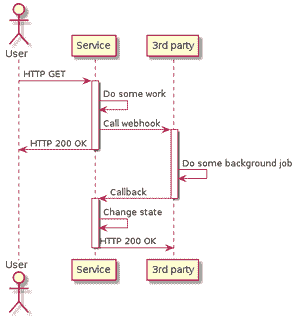 User
Service
3rd party
HTTP GET
Do some work
Call webhook
HTTP 200 OK
Do some background job
Callback
Change state
HTTP 200 OK
User
Service
3rd party